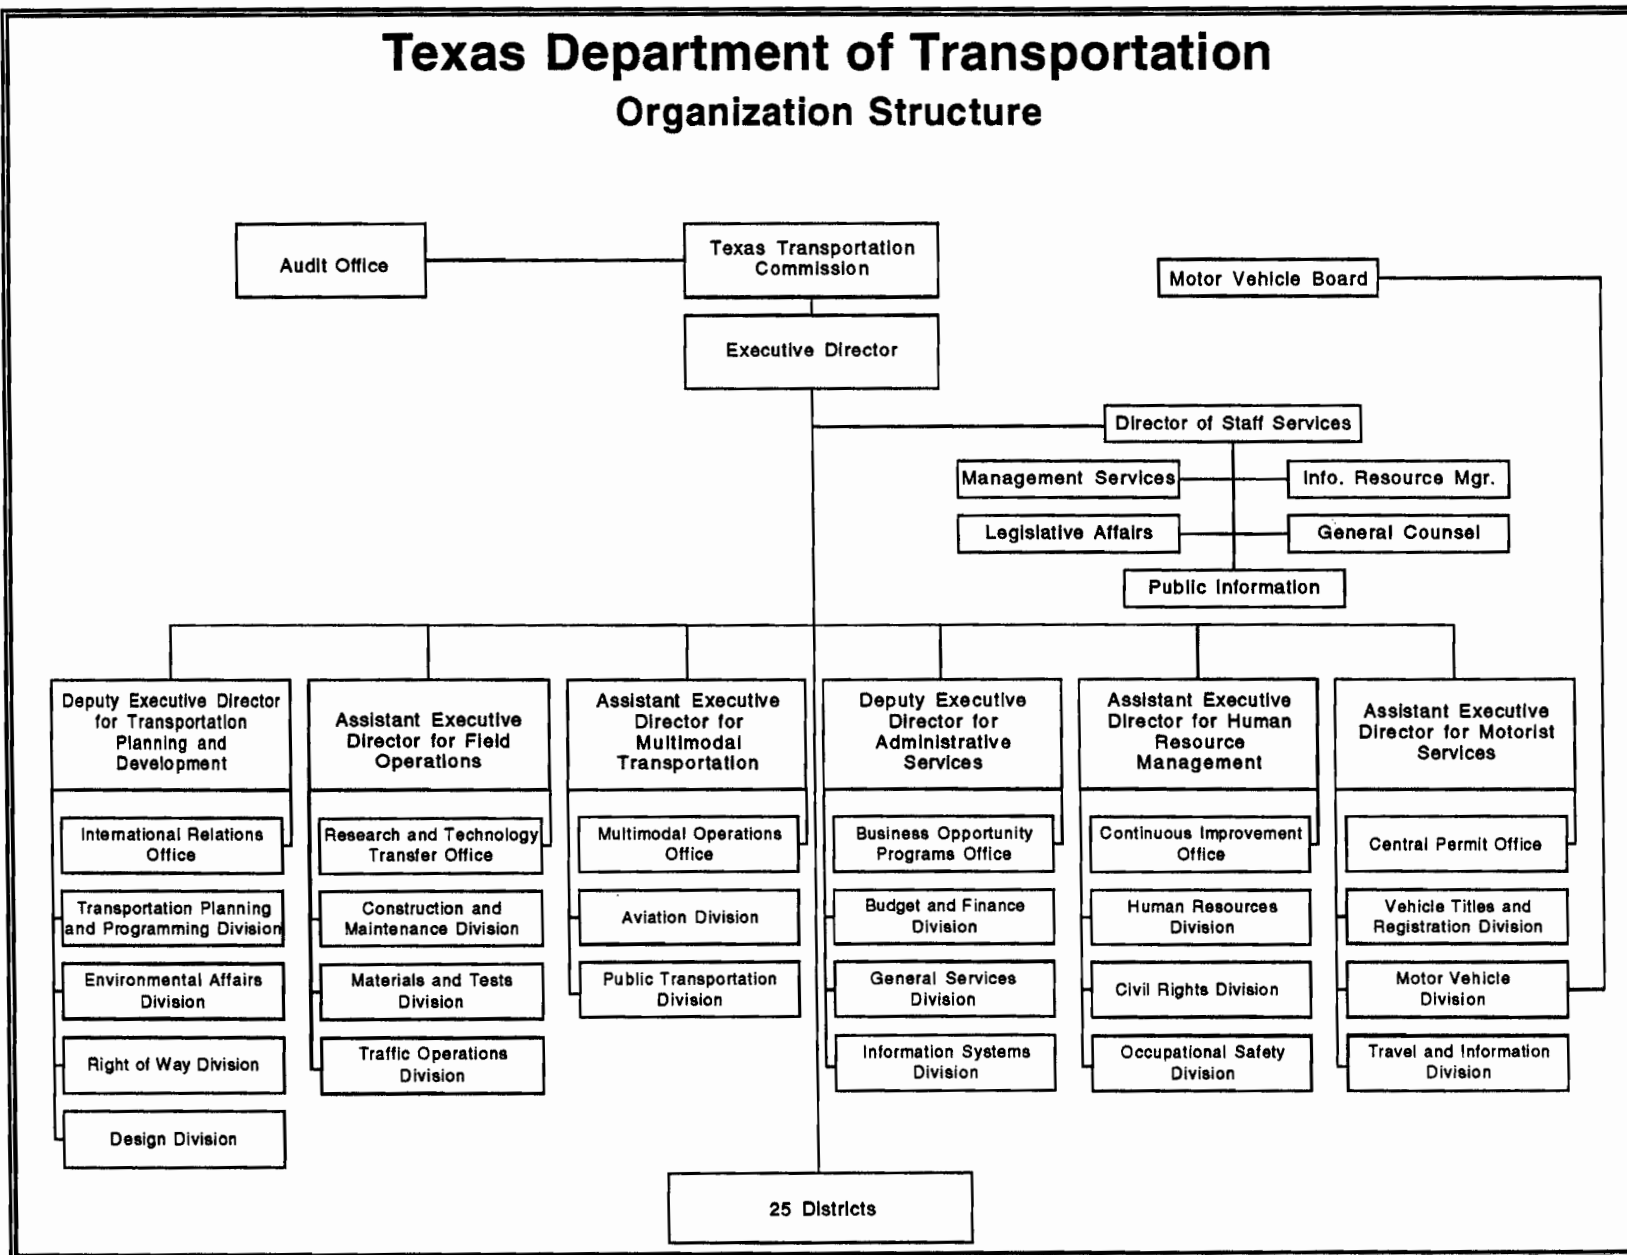 Texas Department of Transportation
Organization Structure
Audit Office
Texas Transportation
Commission
Motor Vehicle Board
Executive Director
Director of Staff Services
Management Services
Info. Resource Mgr.
Legislative Affairs
General Counsel
Public Information
Deputy Executive Director
for Transportation
Planning and
Development
International Relations
Office
Transportation Planning
and Programming Division
Environmental Affairs
Division
Right of Way Division
Design Division
Assistant Executive
Director for Field
Operations
Research and Technology
Transfer Office
Construction and
Maintenance Division
Materials and Tests
Division
Traffic Operations
Division
Assistant Executive
Director for
Multimodal
Transportation
Multimodal Operations
Office
Aviation Division
Public Transportation
Division
Deputy Executive
Director for
Administrative
Services
Business Opportunity
Programs Office
Budget and Finance
Division
General Services
Division
Information Systems
Division
Assistant Executive
Director for Human
Resource
Management
Continuous Improvement
Office
Human Resources
Division
Civil Rights Division
Occupational Safety
Division
Assistant Executive
Director for Motorist
Services
Central Permit Office
Vehicle Titles and
Registration Division
Motor Vehicle
Division
Travel and Information
Division
25 Districts